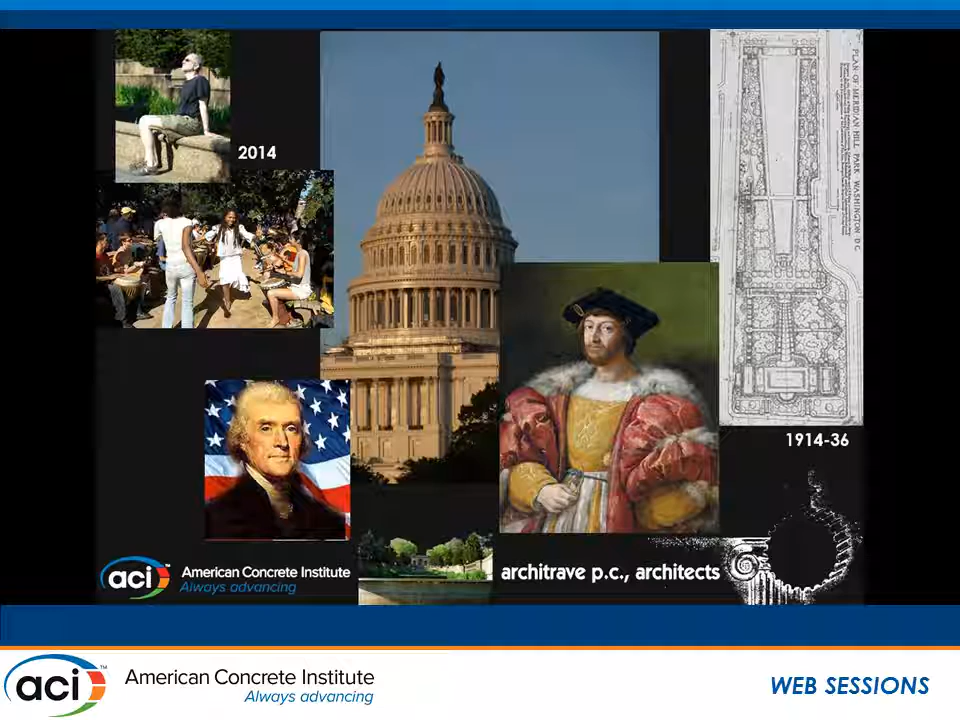 2014
PLAN·OF·MERIDIAN·HILL·PARK·WASHINGTON·D.C.
1914-36
aci
American Concrete Institute
Always advancing
architrave p.c., architects
aci™
American Concrete Institute
Always advancing
WEB SESSIONS